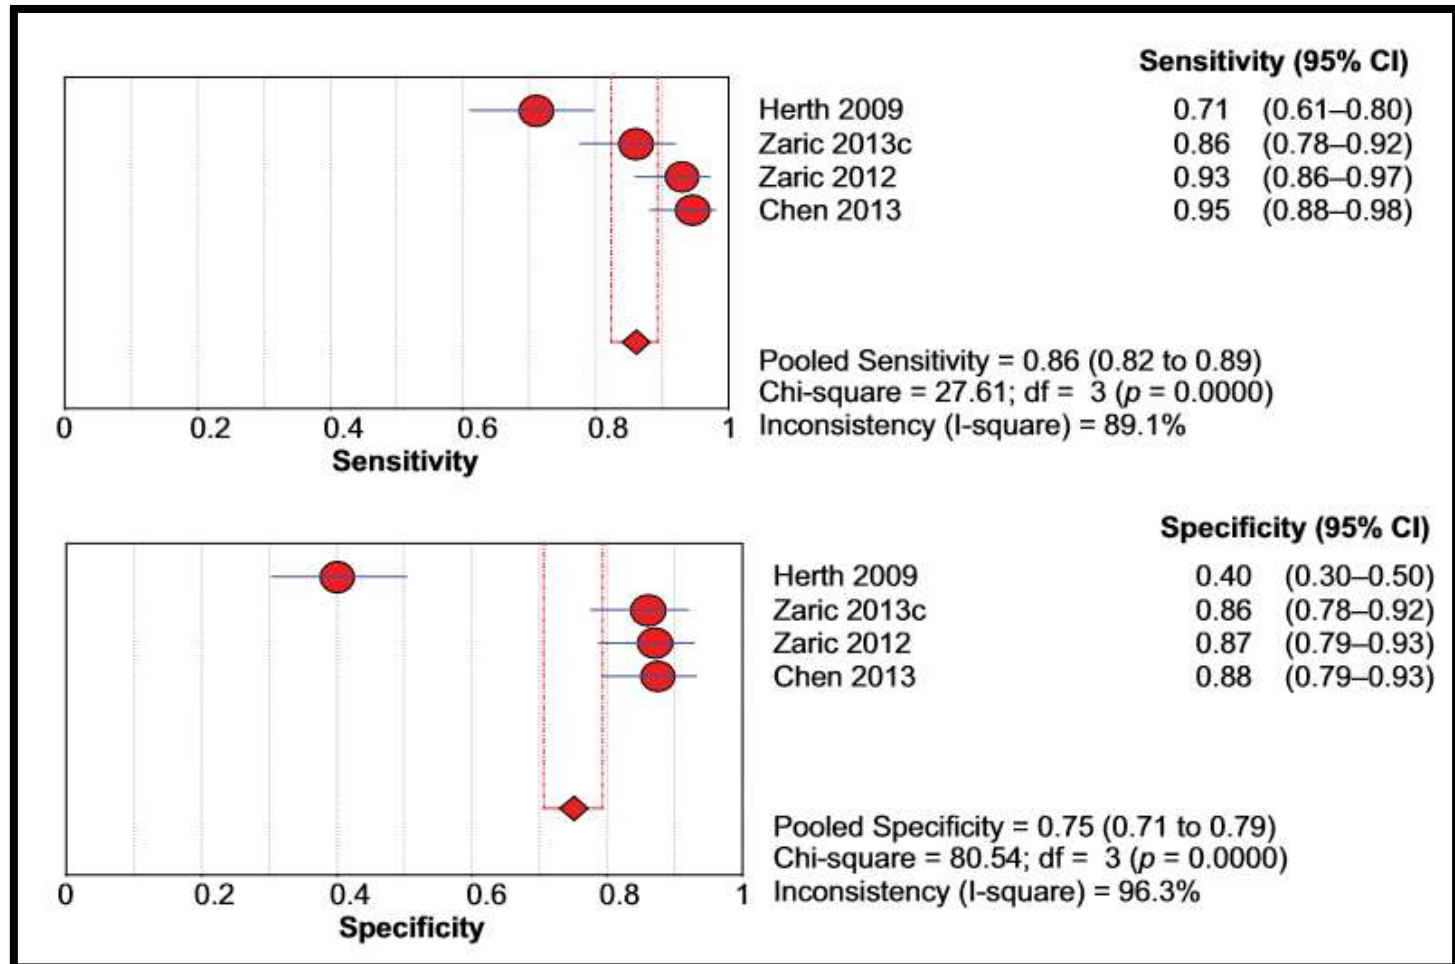 Sensitivity (95% CI)
Herth 2009 0.71 (0.61–0.80)
Zaric 2013c 0.86 (0.78–0.92)
Zaric 2012 0.93 (0.86–0.97)
Chen 2013 0.95 (0.88–0.98)
Pooled Sensitivity = 0.86 (0.82 to 0.89)
Chi-square = 27.61; df = 3 (p = 0.0000)
Inconsistency (I-square) = 89.1%
0 0.2 0.4 0.6 0.8 1
Sensitivity
Specificity (95% CI)
Herth 2009 0.40 (0.30–0.50)
Zaric 2013c 0.86 (0.78–0.92)
Zaric 2012 0.87 (0.79–0.93)
Chen 2013 0.88 (0.79–0.93)
Pooled Specificity = 0.75 (0.71 to 0.79)
Chi-square = 80.54; df = 3 (p = 0.0000)
Inconsistency (I-square) = 96.3%
0 0.2 0.4 0.6 0.8 1
Specificity